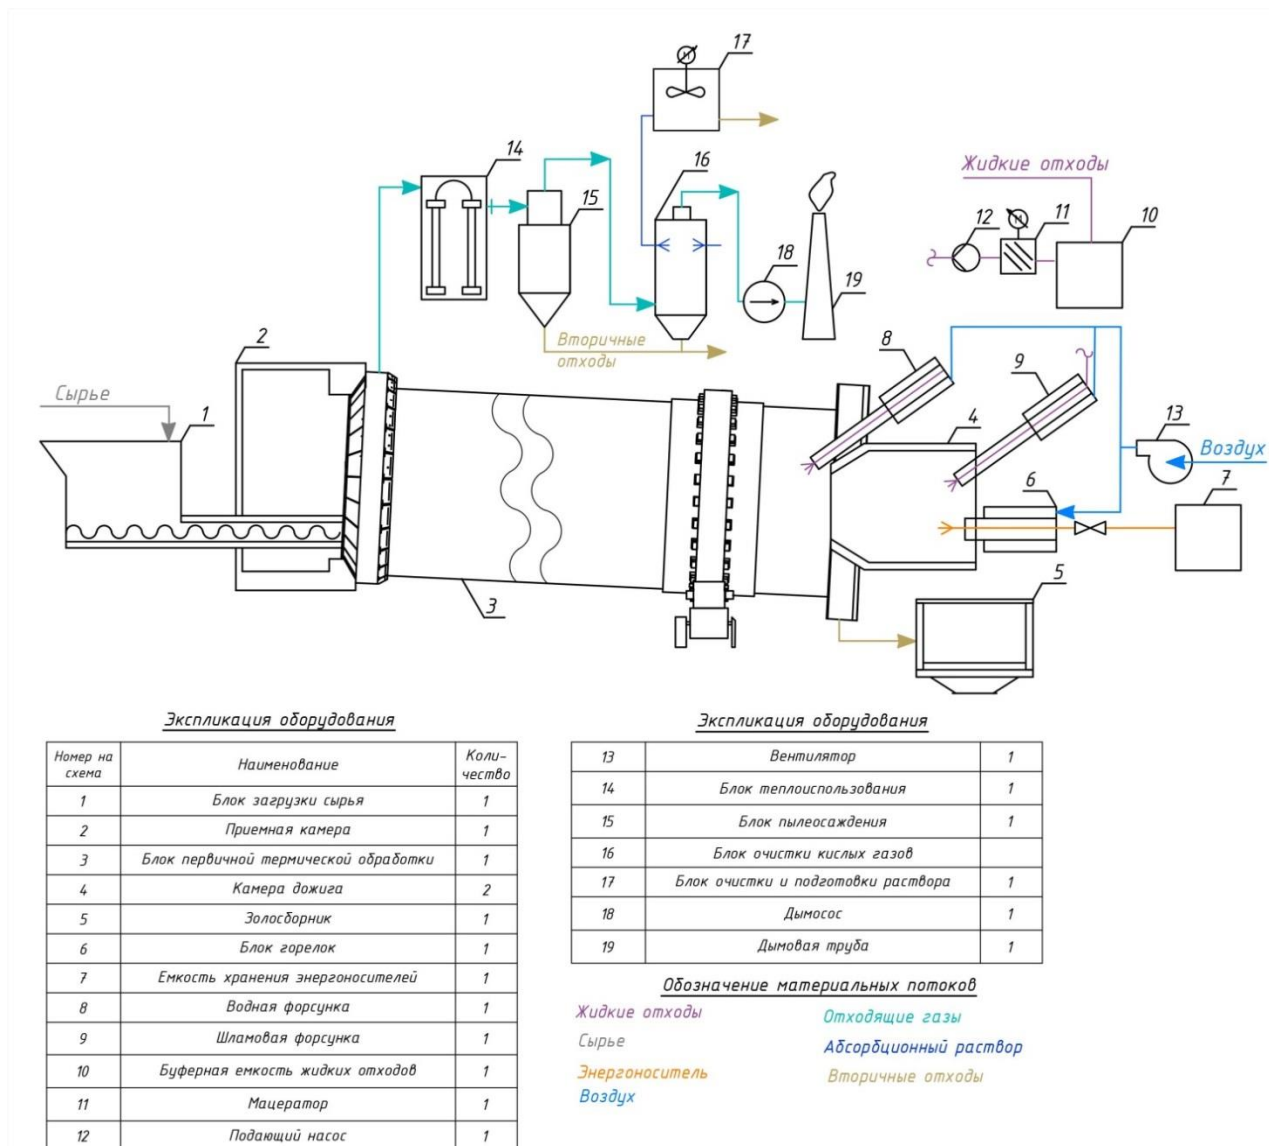 17
14
16
15
Жидкие отходы
12
11
10
18
19
2
Вторичные
отходы
8
9
Сырье
1
4
13
Воздух
6
7
3
5
М
М
Экспликация оборудования
Номер на схема Наименование Коли-чество
1 Блок загрузки сырья 1
2 Приемная камера 1
3 Блок первичной термической обработки 1
4 Камера дожига 2
5 Золосборник 1
6 Блок горелок 1
7 Емкость хранения энергоносителей 1
8 Водная форсунка 1
9 Шламовая форсунка 1
10 Буферная емкость жидких отходов 1
11 Мацератор 1
12 Подающий насос 1
Экспликация оборудования
13 Вентилятор 1
14 Блок теплоиспользования 1
15 Блок пылеосаждения 1
16 Блок очистки кислых газов
17 Блок очистки и подготовки раствора 1
18 Дымосос 1
19 Дымовая труба 1
Обозначение материальных потоков
Жидкие отходы
Сырье
Энергоноситель
Воздух
Отходящие газы
Абсорбционный раствор
Вторичные отходы